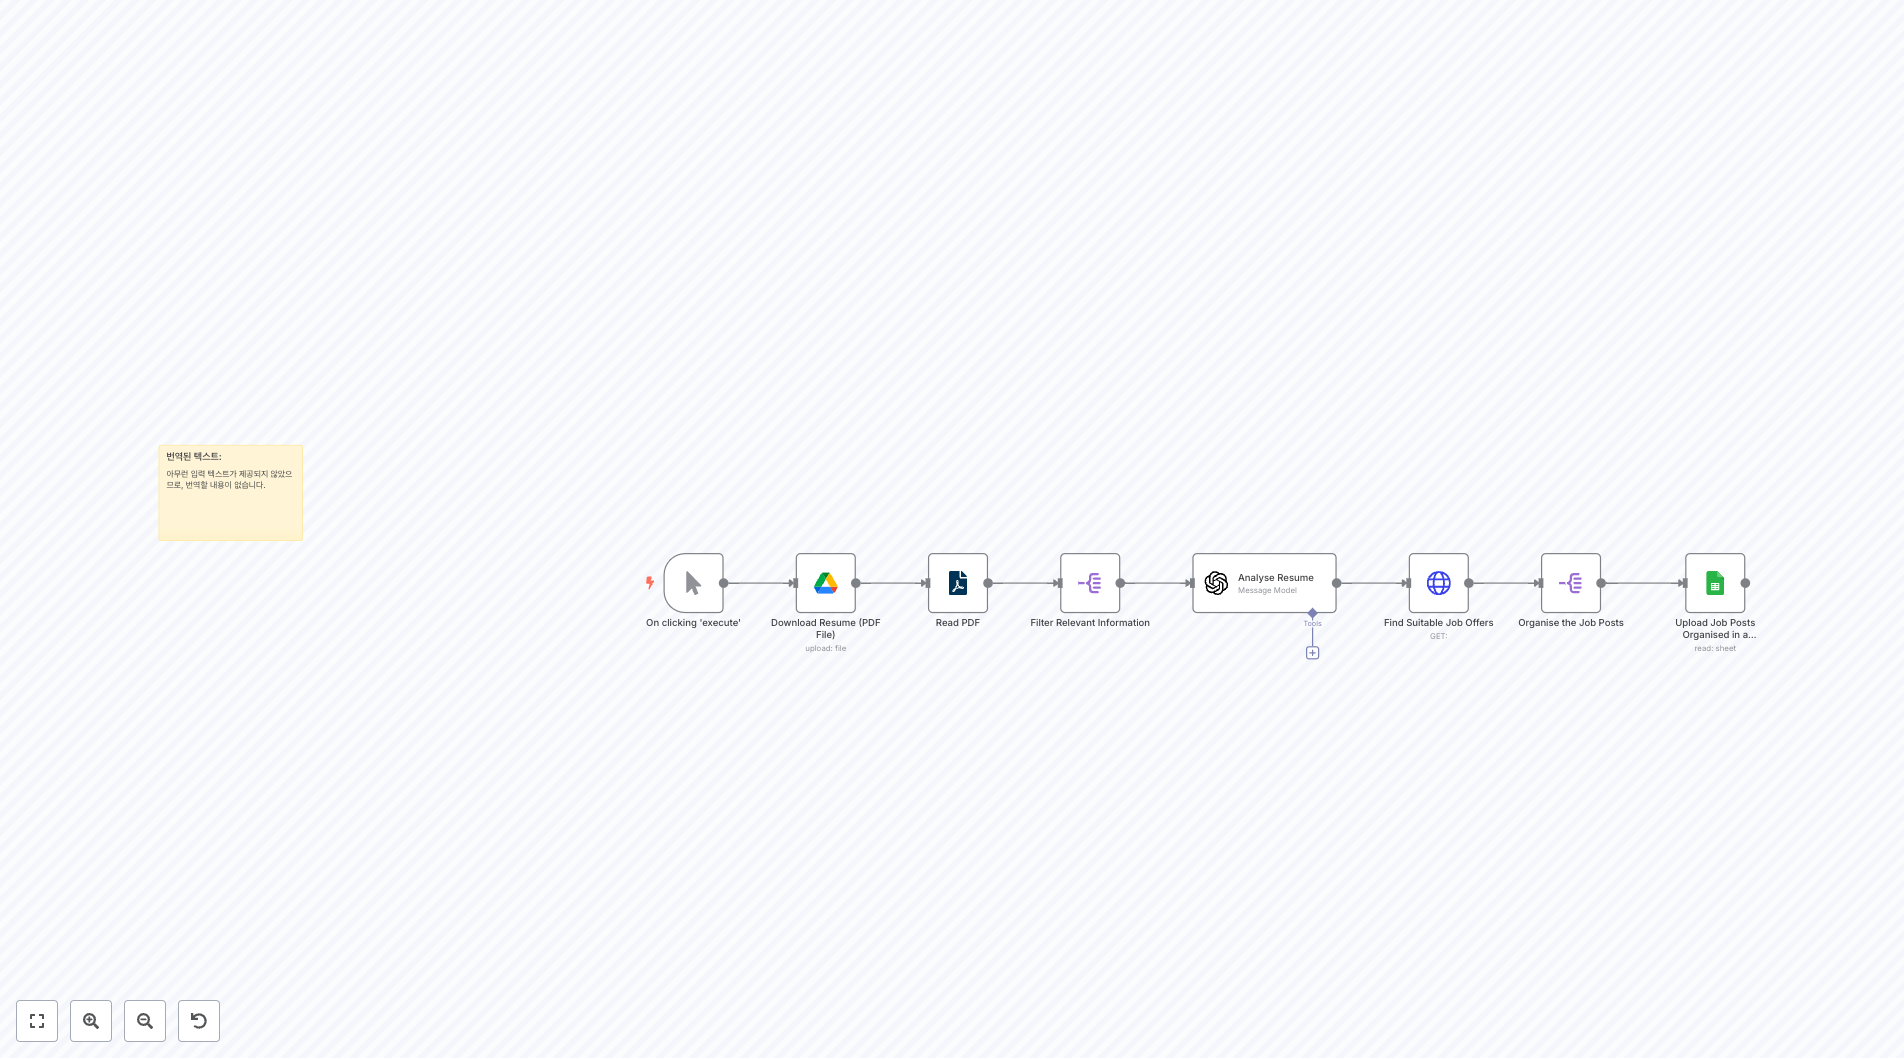 번역된 텍스트:
아무런 입력 텍스트가 제공되지 않았으
므로, 번역할 내용이 없습니다.
On clicking 'execute'
Download Resume (PDF
File)
upload: file
Read PDF
Filter Relevant Information
Analyse Resume
Message Model
Tools
Find Suitable Job Offers
GET:
Organise the Job Posts
Upload Job Posts
Organised in a...
read: sheet